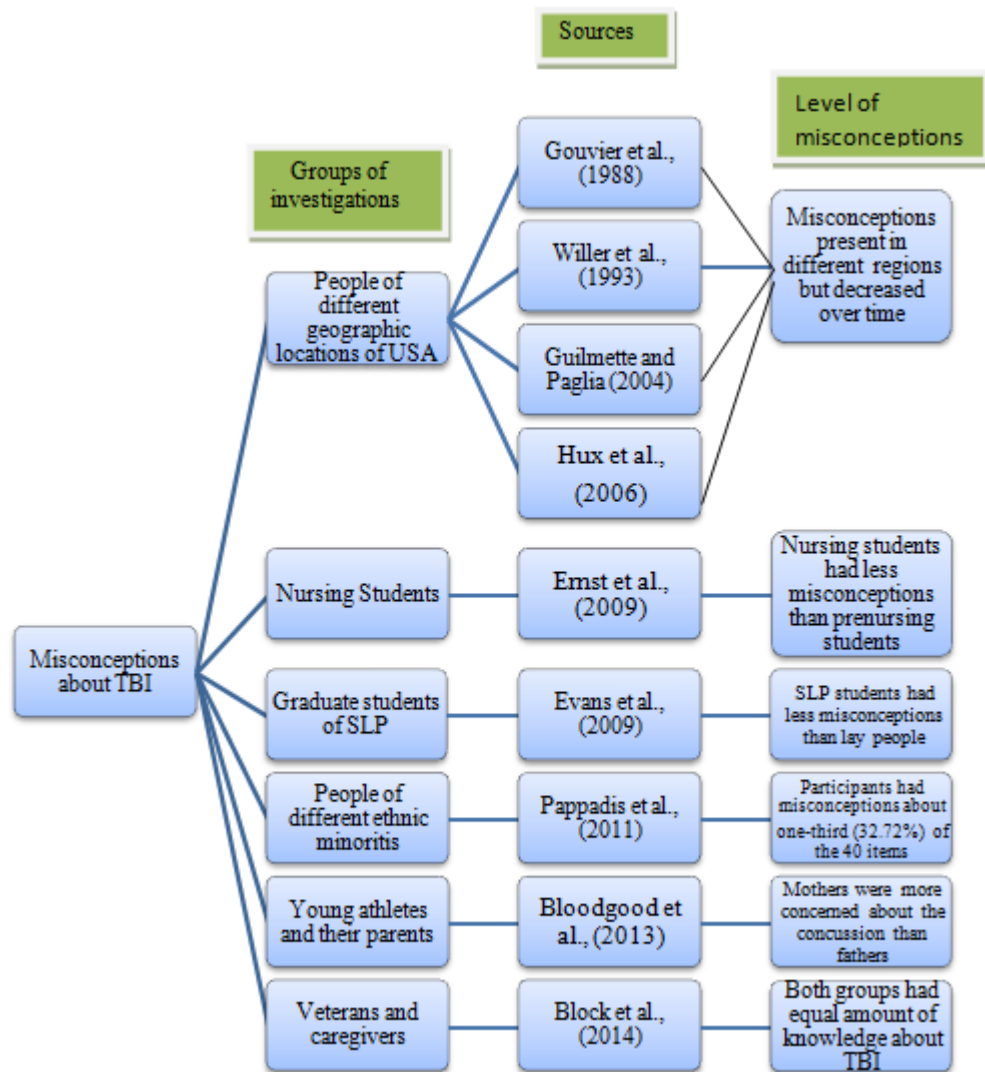 Sources
Level of
misconceptions
Groups of
investigations
Gouvier et al.,
(1988)
Willer et al.,
(1993)
Guilmette and
Paglia (2004)
Hux et al.,
(2006)
People of
different
geographic
locations of USA
Misconceptions
present in
different regions
but decreased
over time
Misconceptions
about TBI
Nursing Students
Ernst et al.,
(2009)
Nursing students
had less
misconceptions
than prenursing
students
Graduate students
of SLP
Evans et al.,
(2009)
SLP students had
less misconceptions
than lay people
People of
different ethnic
minoritis
Pappadis et al.,
(2011)
Participants had
misconceptions about
one-third (32.72%) of
the 40 items
Young athletes
and their parents
Bloodgood et
al., (2013)
Mothers were more
concerned about the
concussion than
fathers
Veterans and
caregivers
Block et al.,
(2014)
Both groups had
equal amount of
knowledge about
TBI